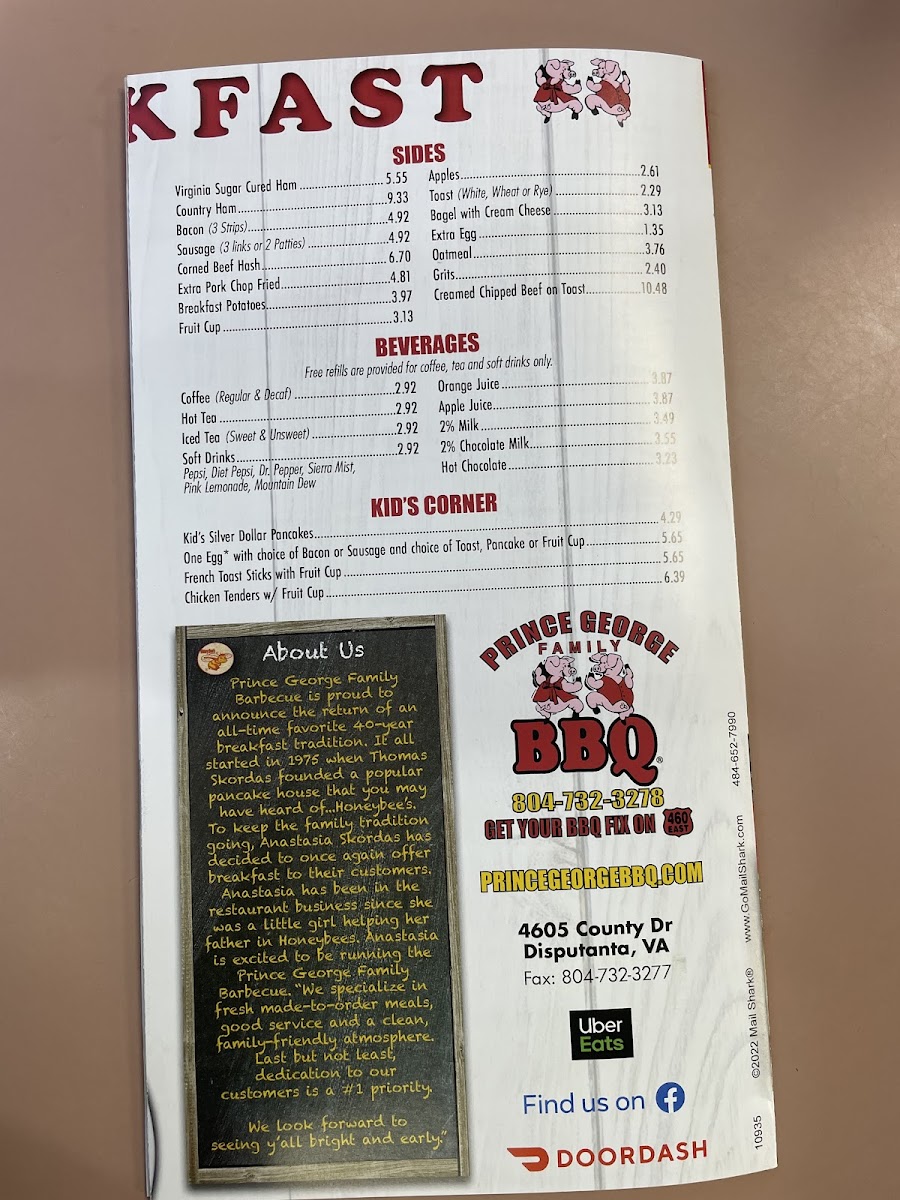 KFAST
SIDES
Virginia Sugar Cured Ham 5.55
Country Ham 9.33
Bacon (3 Strips) 4.92
Sausage (3 links or 2 Patties) 4.92
Corned Beef Hash 6.70
Extra Pork Chop Fried 4.81
Breakfast Potatoes 3.97
Fruit Cup 3.13
Apples 2.61
Toast (White, Wheat or Rye) 2.29
Bagel with Cream Cheese 3.13
Extra Egg 1.35
Oatmeal 3.76
Grits 2.40
Creamed Chipped Beef on Toast 10.48
BEVERAGES
Free refills are provided for coffee, tea and soft drinks only.
Coffee (Regular & Decaf) 2.92
Hot Tea 2.92
Iced Tea (Sweet & Unsweet) 2.92
Soft Drinks 2.92
Pepsi, Diet Pepsi, Dr. Pepper, Sierra Mist,
Pink Lemonade, Mountain Dew
Orange Juice 3.87
Apple Juice 3.87
2% Milk 3.49
2% Chocolate Milk 3.55
Hot Chocolate 3.23
KID'S CORNER
Kid's Silver Dollar Pancakes 4.29
One Egg* with choice of Bacon or Sausage and choice of Toast, Pancake or Fruit Cup 5.65
French Toast Sticks with Fruit Cup 5.65
Chicken Tenders w/ Fruit Cup 6.39
About Us
Prince George Family
Barbecue is proud to
announce the return of an
all-time favorite 40-year
breakfast tradition. It all
started in 1975 when Thomas
Skordas founded a popular
pancake house that you may
have heard of...Honeybee's.
To keep the family tradition
going, Anastasia Skordas has
decided to once again offer
breakfast to their customers.
Anastasia has been in the
restaurant business since she
was a little girl helping her
father in Honeybees. Anastasia
is excited to be running the
Prince George Family
Barbecue. "We specialize in
fresh made-to-order meals,
good service and a clean,
family-friendly atmosphere.
Last but not least,
dedication to our
customers is a #1 priority.
We look forward to
seeing y'all bright and early."
PRINCE GEORGE
FAMILY
BBQ®
804-732-3278
GET YOUR BBQ FIX ON 460 EAST
PRINCEGEORGEBBQ.COM
4605 County Dr
Disputanta, VA
Fax: 804-732-3277
Uber
Eats
Find us on
DOORDASH
10935 ©2022 Mail Shark® www.GoMailShark.com 484-652-7990